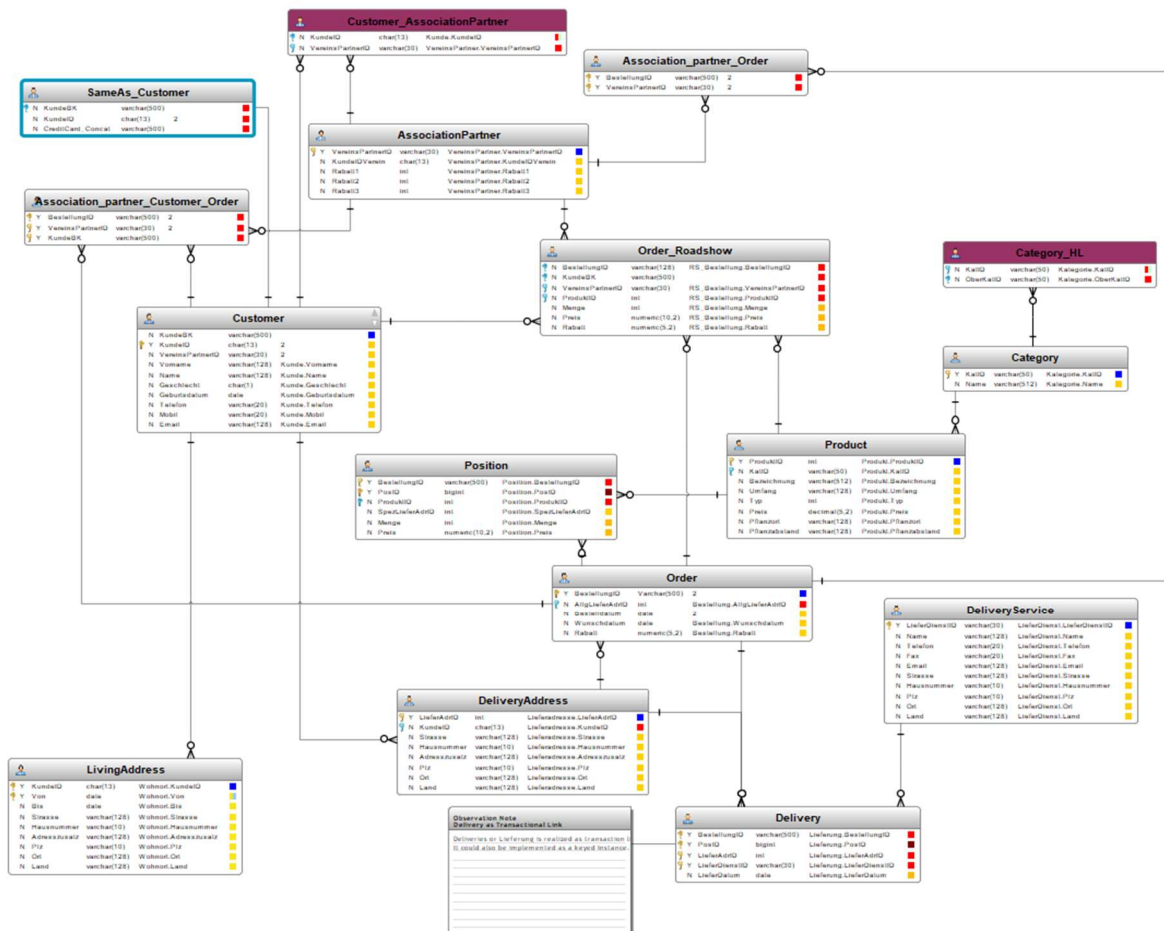 Customer_AssociationPartner
N KundeID char(13) Kunde.KundeID
N VereinsPartnerID varchar(30) VereinsPartner.VereinsPartnerID
Association_partner_Order
Y BestellungID varchar(500) 2
Y VereinsPartnerID varchar(30) 2
SameAs_Customer
N KundeBK varchar(500)
N KundeID char(13) 2
N CreditCard_Concat varchar(500)
AssociationPartner
Y VereinsPartnerID varchar(30) VereinsPartner.VereinsPartnerID
N KundeIDVerein char(13) VereinsPartner.KundeIDVerein
N Rabatt1 int VereinsPartner.Rabatt1
N Rabatt2 int VereinsPartner.Rabatt2
N Rabatt3 int VereinsPartner.Rabatt3
Association_partner_Customer_Order
Y BestellungID varchar(500) 2
Y VereinsPartnerID varchar(30) 2
Y KundeBK varchar(500)
Order_Roadshow
N BestellungID varchar(128) RS_Bestellung.BestellungID
N KundeBK varchar(500)
N VereinsPartnerID varchar(30) RS_Bestellung.VereinsPartnerID
N ProduktID int RS_Bestellung.ProduktID
N Menge int RS_Bestellung.Menge
N Preis numeric(10,2) RS_Bestellung.Preis
N Rabatt numeric(5,2) RS_Bestellung.Rabatt
Category_HL
N KatID varchar(50) Kategorie.KatID
N OberKatID varchar(50) Kategorie.OberKatID
Customer
N KundeBK varchar(500)
Y KundeID char(13) 2
N VereinsPartnerID varchar(30) 2
N Vorname varchar(128) Kunde.Vorname
N Name varchar(128) Kunde.Name
N Geschlecht char(1) Kunde.Geschlecht
N Geburtsdatum date Kunde.Geburtsdatum
N Telefon varchar(20) Kunde.Telefon
N Mobil varchar(20) Kunde.Mobil
N Email varchar(128) Kunde.Email
Category
Y KatID varchar(50) Kategorie.KatID
N Name varchar(512) Kategorie.Name
Product
Y ProduktID int Produkt.ProduktID
N KatID varchar(50) Produkt.KatID
N Bezeichnung varchar(512) Produkt.Bezeichnung
N Umfang varchar(128) Produkt.Umfang
N Typ int Produkt.Typ
N Preis decimal(5,2) Produkt.Preis
N Pflanzort varchar(128) Produkt.Pflanzort
N Pflanzabstand varchar(128) Produkt.Pflanzabstand
Position
Y BestellungID varchar(500) Position.BestellungID
Y PosID bigint Position.PosID
N ProduktID int Position.ProduktID
N SpezLieferAdrID int Position.SpezLieferAdrID
N Menge int Position.Menge
N Preis numeric(10,2) Position.Preis
Order
Y BestellungID Varchar(500) 2
N AllgLieferAdrID int Bestellung.AllgLieferAdrID
N Bestelldatum date 2
N Wunschdatum date Bestellung.Wunschdatum
N Rabatt numeric(5,2) Bestellung.Rabatt
DeliveryService
Y LieferDienstID varchar(30) LieferDienst.LieferDienstID
N Name varchar(128) LieferDienst.Name
N Telefon varchar(20) LieferDienst.Telefon
N Fax varchar(20) LieferDienst.Fax
N Email varchar(128) LieferDienst.Email
N Strasse varchar(128) LieferDienst.Strasse
N Hausnummer varchar(10) LieferDienst.Hausnummer
N Plz varchar(10) LieferDienst.Plz
N Ort varchar(128) LieferDienst.Ort
N Land varchar(128) LieferDienst.Land
DeliveryAddress
Y LieferAdrID int Lieferadresse.LieferAdrID
N KundeID char(13) Lieferadresse.KundeID
N Strasse varchar(128) Lieferadresse.Strasse
N Hausnummer varchar(10) Lieferadresse.Hausnummer
N Adresszusatz varchar(128) Lieferadresse.Adresszusatz
N Plz varchar(10) Lieferadresse.Plz
N Ort varchar(128) Lieferadresse.Ort
N Land varchar(128) Lieferadresse.Land
LivingAddress
Y KundeID char(13) Wohnort.KundeID
Y Von date Wohnort.Von
N Bis date Wohnort.Bis
N Strasse varchar(128) Wohnort.Strasse
N Hausnummer varchar(10) Wohnort.Hausnummer
N Adresszusatz varchar(128) Wohnort.Adresszusatz
N Plz varchar(10) Wohnort.Plz
N Ort varchar(128) Wohnort.Ort
N Land varchar(128) Wohnort.Land
Observation Note
Delivery as Transactional Link
Deliveries or Lieferung is realized as transaction
It could also be implemented as a keyed instance.
Delivery
Y BestellungID varchar(500) Lieferung.BestellungID
Y PosID bigint Lieferung.PosID
Y LieferAdrID int Lieferung.LieferAdrID
Y LieferDienstID varchar(30) Lieferung.LieferDienstID
N LieferDatum date Lieferung.LieferDatum